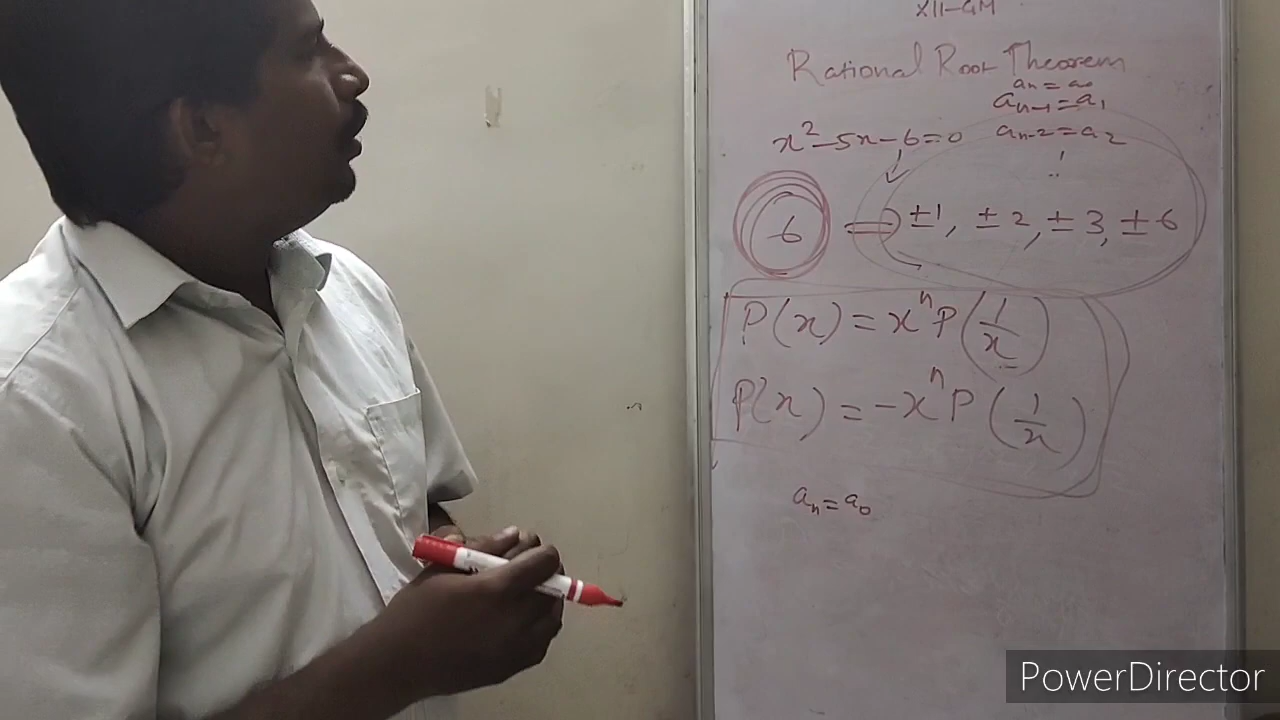 XII-GM
Rational Root Theorem
aₙ = a₀
aₙ₋₁ = a₁
x² - 5x - 6 = 0
aₙ₋₂ = a₂
6
±1, ±2, ±3, ±6
P(x) = xⁿ P(1/x)
P(x) = -xⁿ P(1/x)
aₙ = a₀
PowerDirector